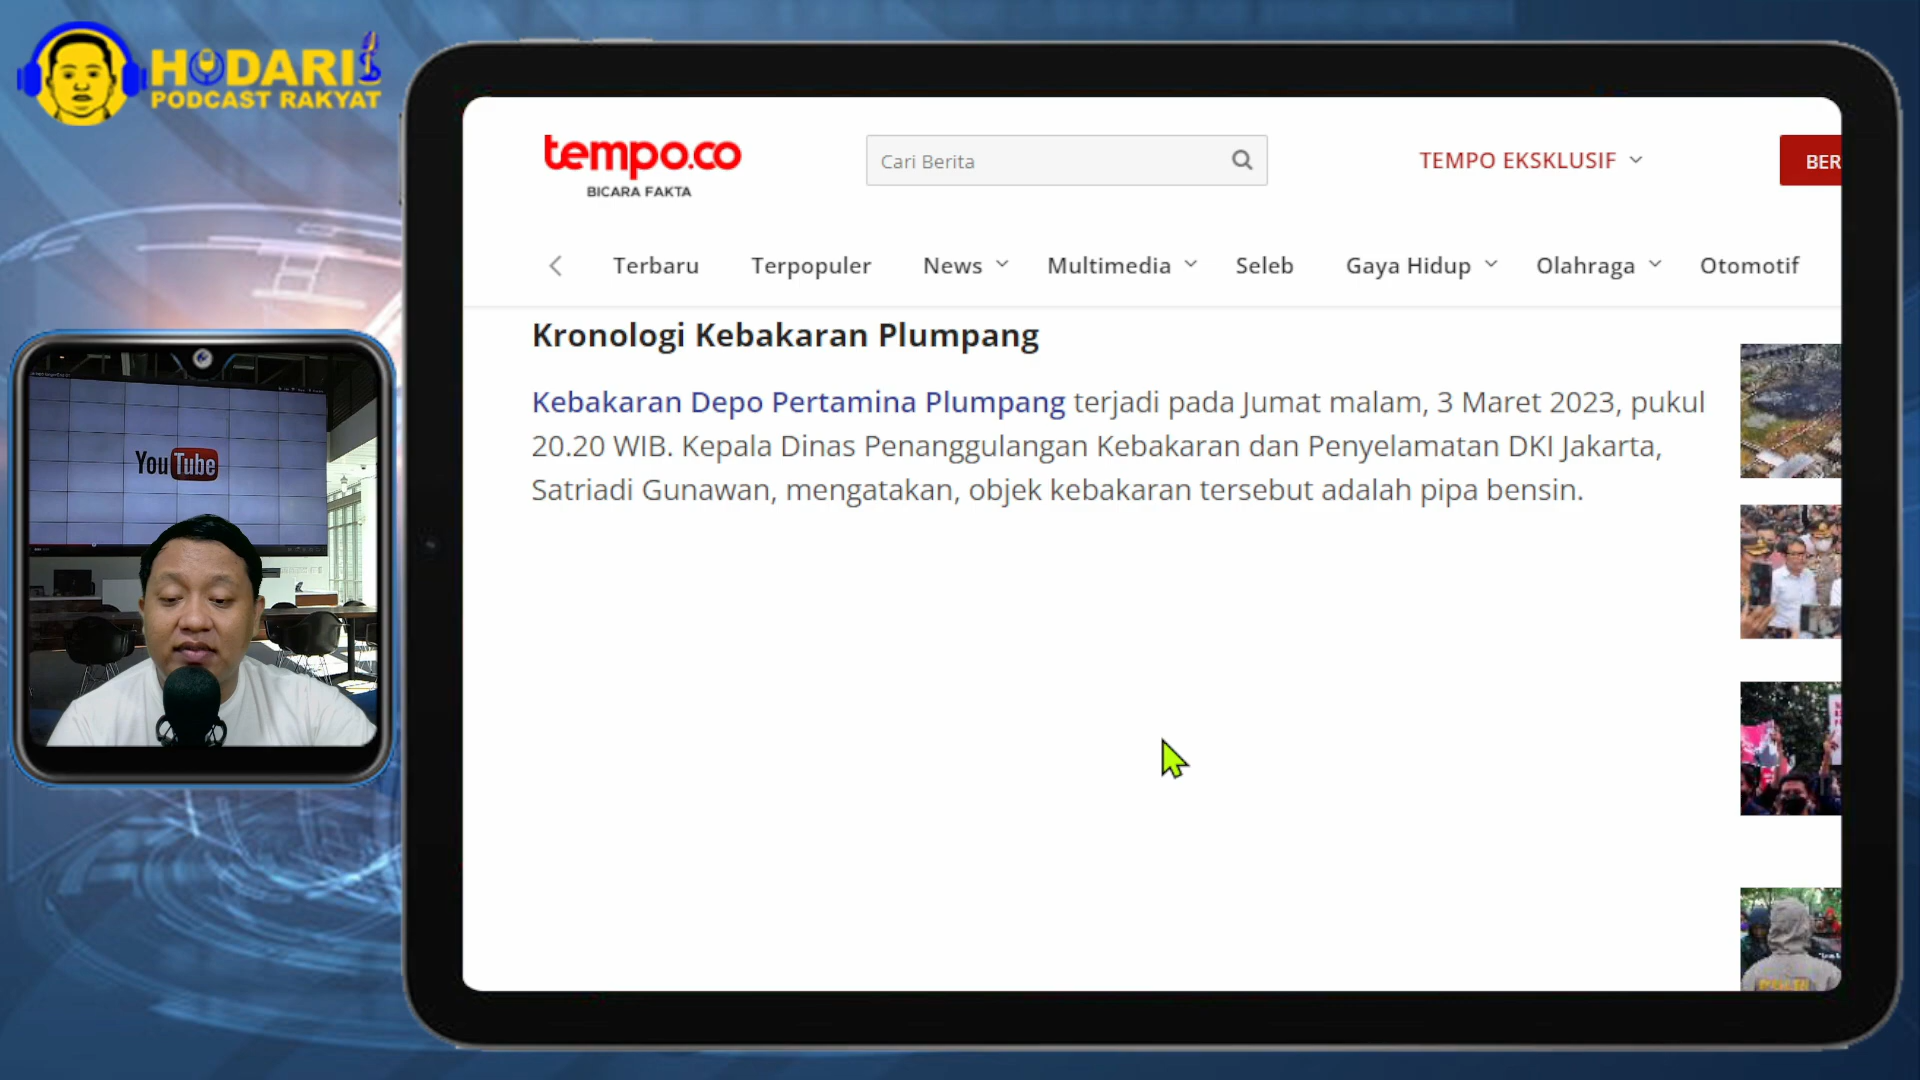 HODARI
PODCAST RAKYAT
tempo.co
BICARA FAKTA
Cari Berita
TEMPO EKSKLUSIF
BER
Terbaru Terpopuler News Multimedia Seleb Gaya Hidup Olahraga Otomotif
Kronologi Kebakaran Plumpang
Kebakaran Depo Pertamina Plumpang terjadi pada Jumat malam, 3 Maret 2023, pukul
20.20 WIB. Kepala Dinas Penanggulangan Kebakaran dan Penyelamatan DKI Jakarta,
Satriadi Gunawan, mengatakan, objek kebakaran tersebut adalah pipa bensin.
YouTube